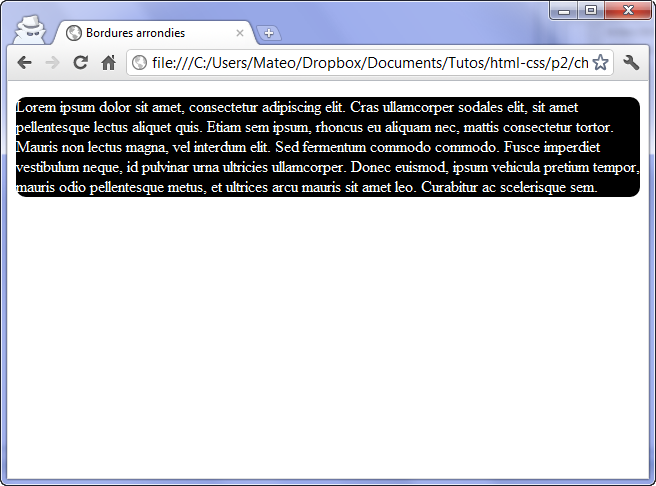 Bordures arrondies
file:///C:/Users/Mateo/Dropbox/Documents/Tutos/html-css/p2/ch
Lorem ipsum dolor sit amet, consectetur adipiscing elit. Cras ullamcorper sodales elit, sit amet
pellentesque lectus aliquet quis. Etiam sem ipsum, rhoncus eu aliquam nec, mattis consectetur tortor.
Mauris non lectus magna, vel interdum elit. Sed fermentum commodo commodo. Fusce imperdiet
vestibulum neque, id pulvinar urna ultricies ullamcorper. Donec euismod, ipsum vehicula pretium tempor,
mauris odio pellentesque metus, et ultrices arcu mauris sit amet leo. Curabitur ac scelerisque sem.